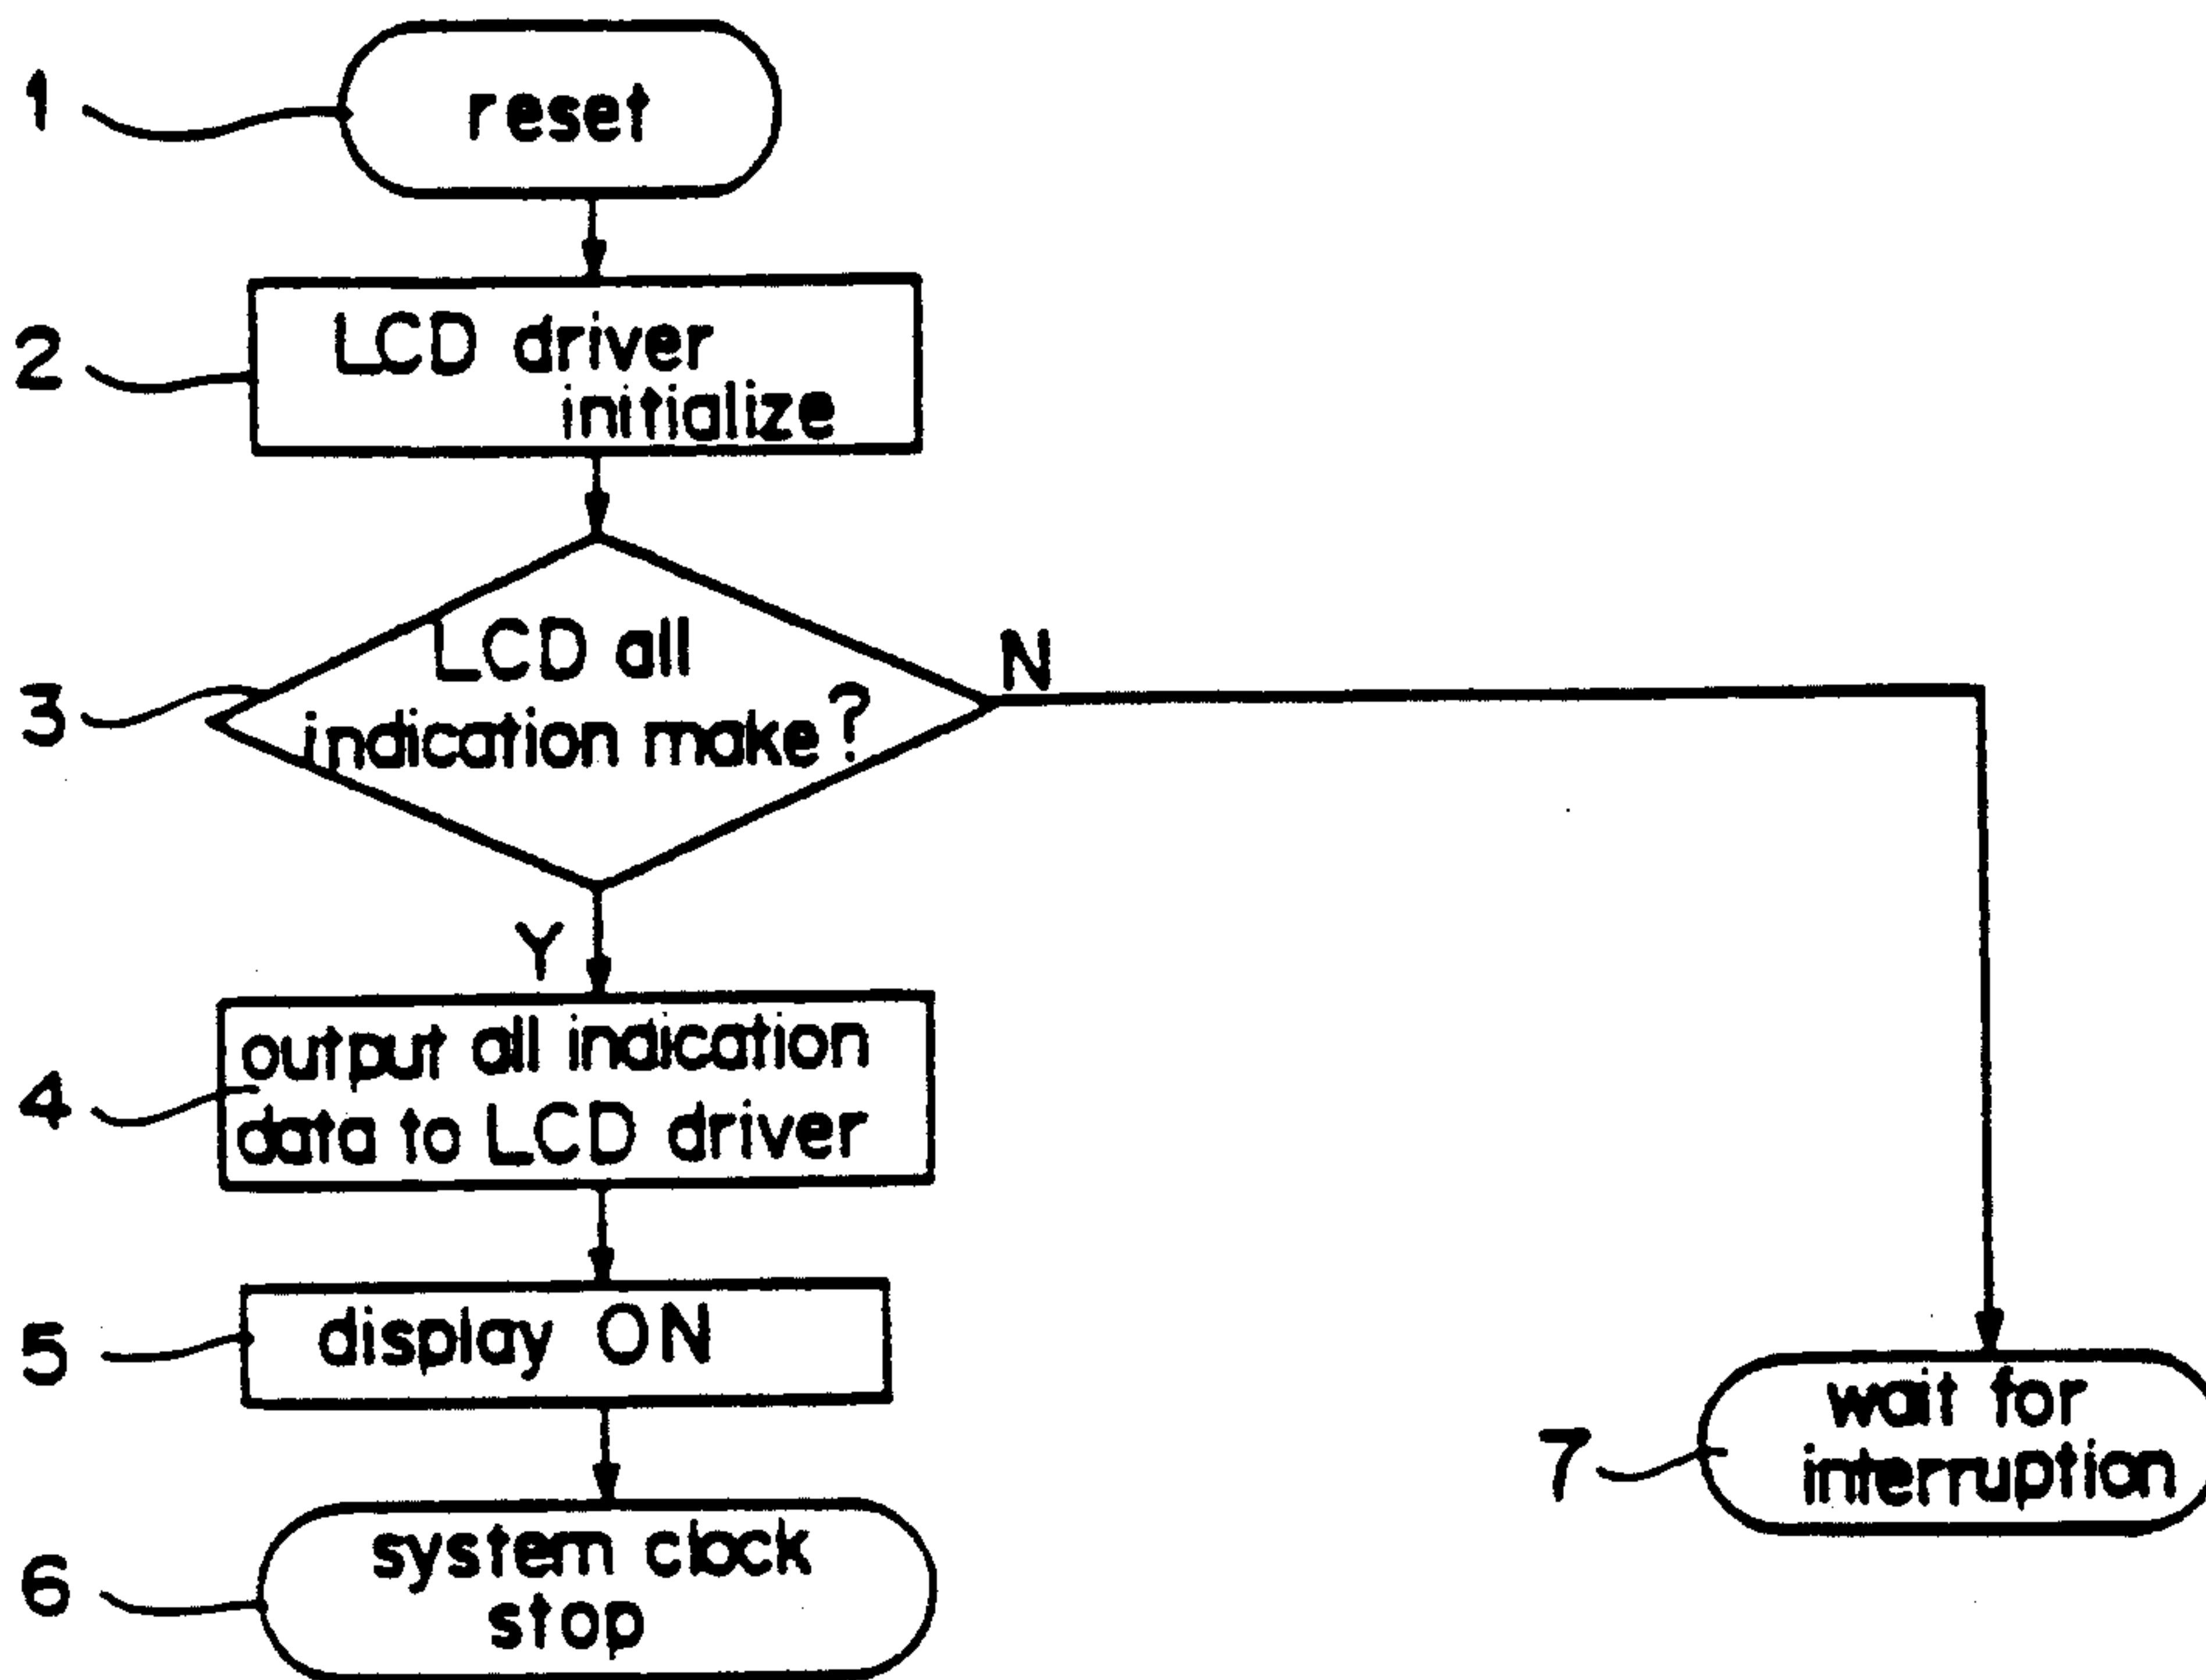 1
reset
2
LCD driver
initialize
3
LCD all
indication make?
N
Y
4
output all indication
data to LCD driver
5
display ON
6
system clock
stop
7
wait for
interruption